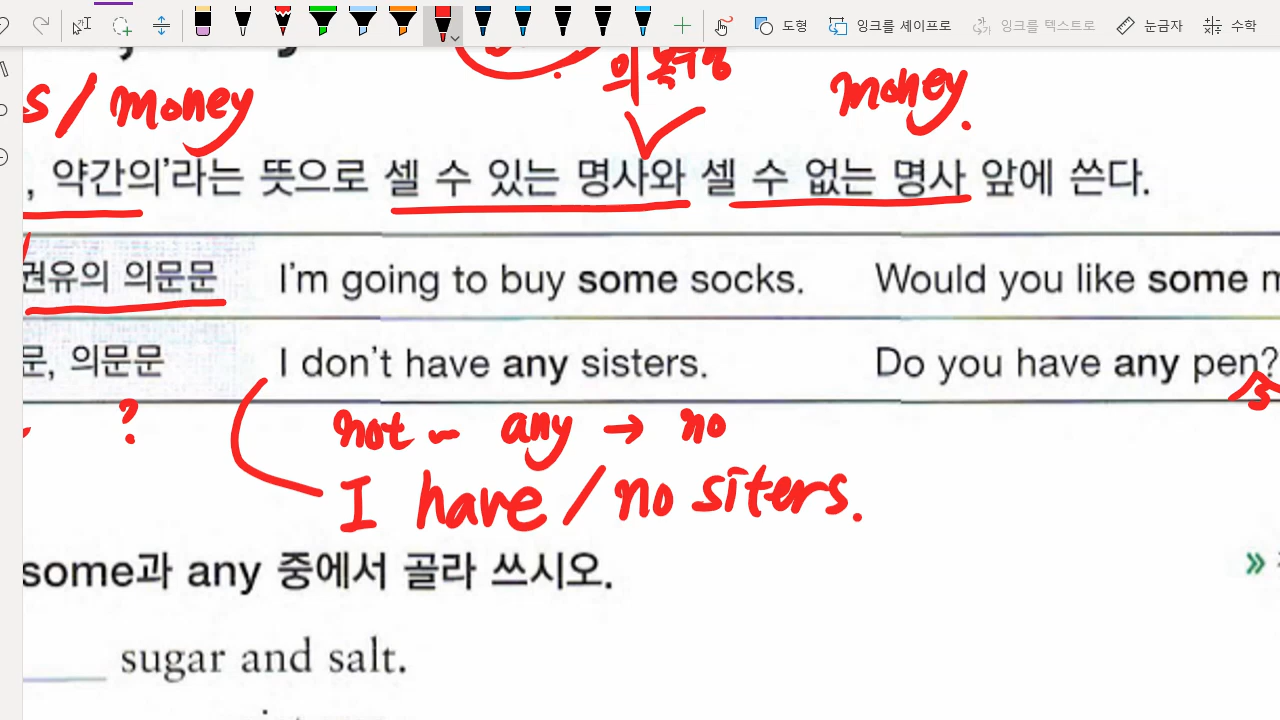 도형 잉크를 셰이프로 잉크를 텍스트로 눈금자 수학
의 복수형
s / money money.
, 약간의’라는 뜻으로 셀 수 있는 명사와 셀 수 없는 명사 앞에 쓴다.
권유의 의문문 I’m going to buy some socks. Would you like some m
문, 의문문 I don’t have any sisters. Do you have any pen?
? not ~ any → no s
I have / no siters.
some과 any 중에서 골라 쓰시오.
»
sugar and salt.